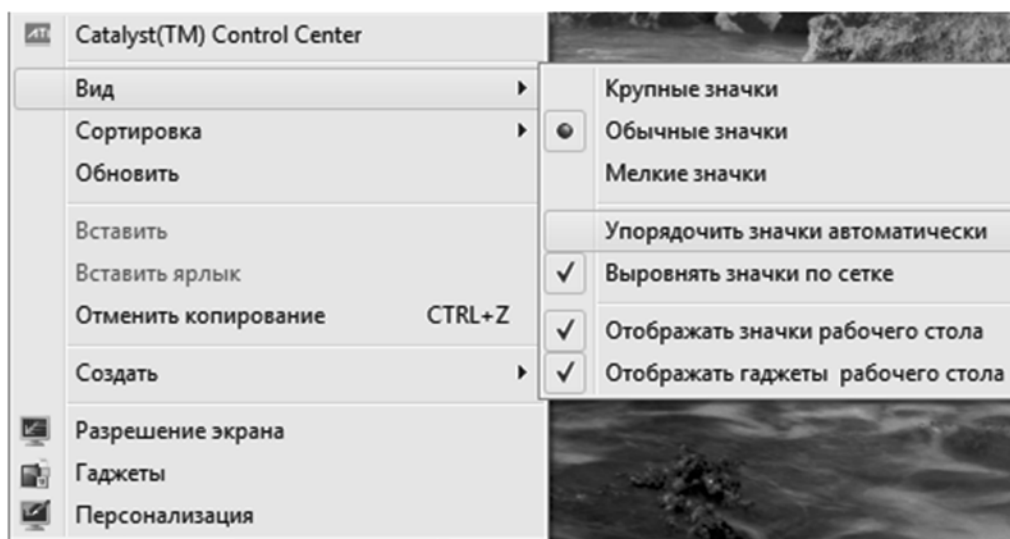 ATI Catalyst(TM) Control Center
Вид
Сортировка
Обновить
Вставить
Вставить ярлык
Отменить копирование CTRL+Z
Создать
Разрешение экрана
Гаджеты
Персонализация
Крупные значки
Обычные значки
Мелкие значки
Упорядочить значки автоматически
Выровнять значки по сетке
Отображать значки рабочего стола
Отображать гаджеты рабочего стола